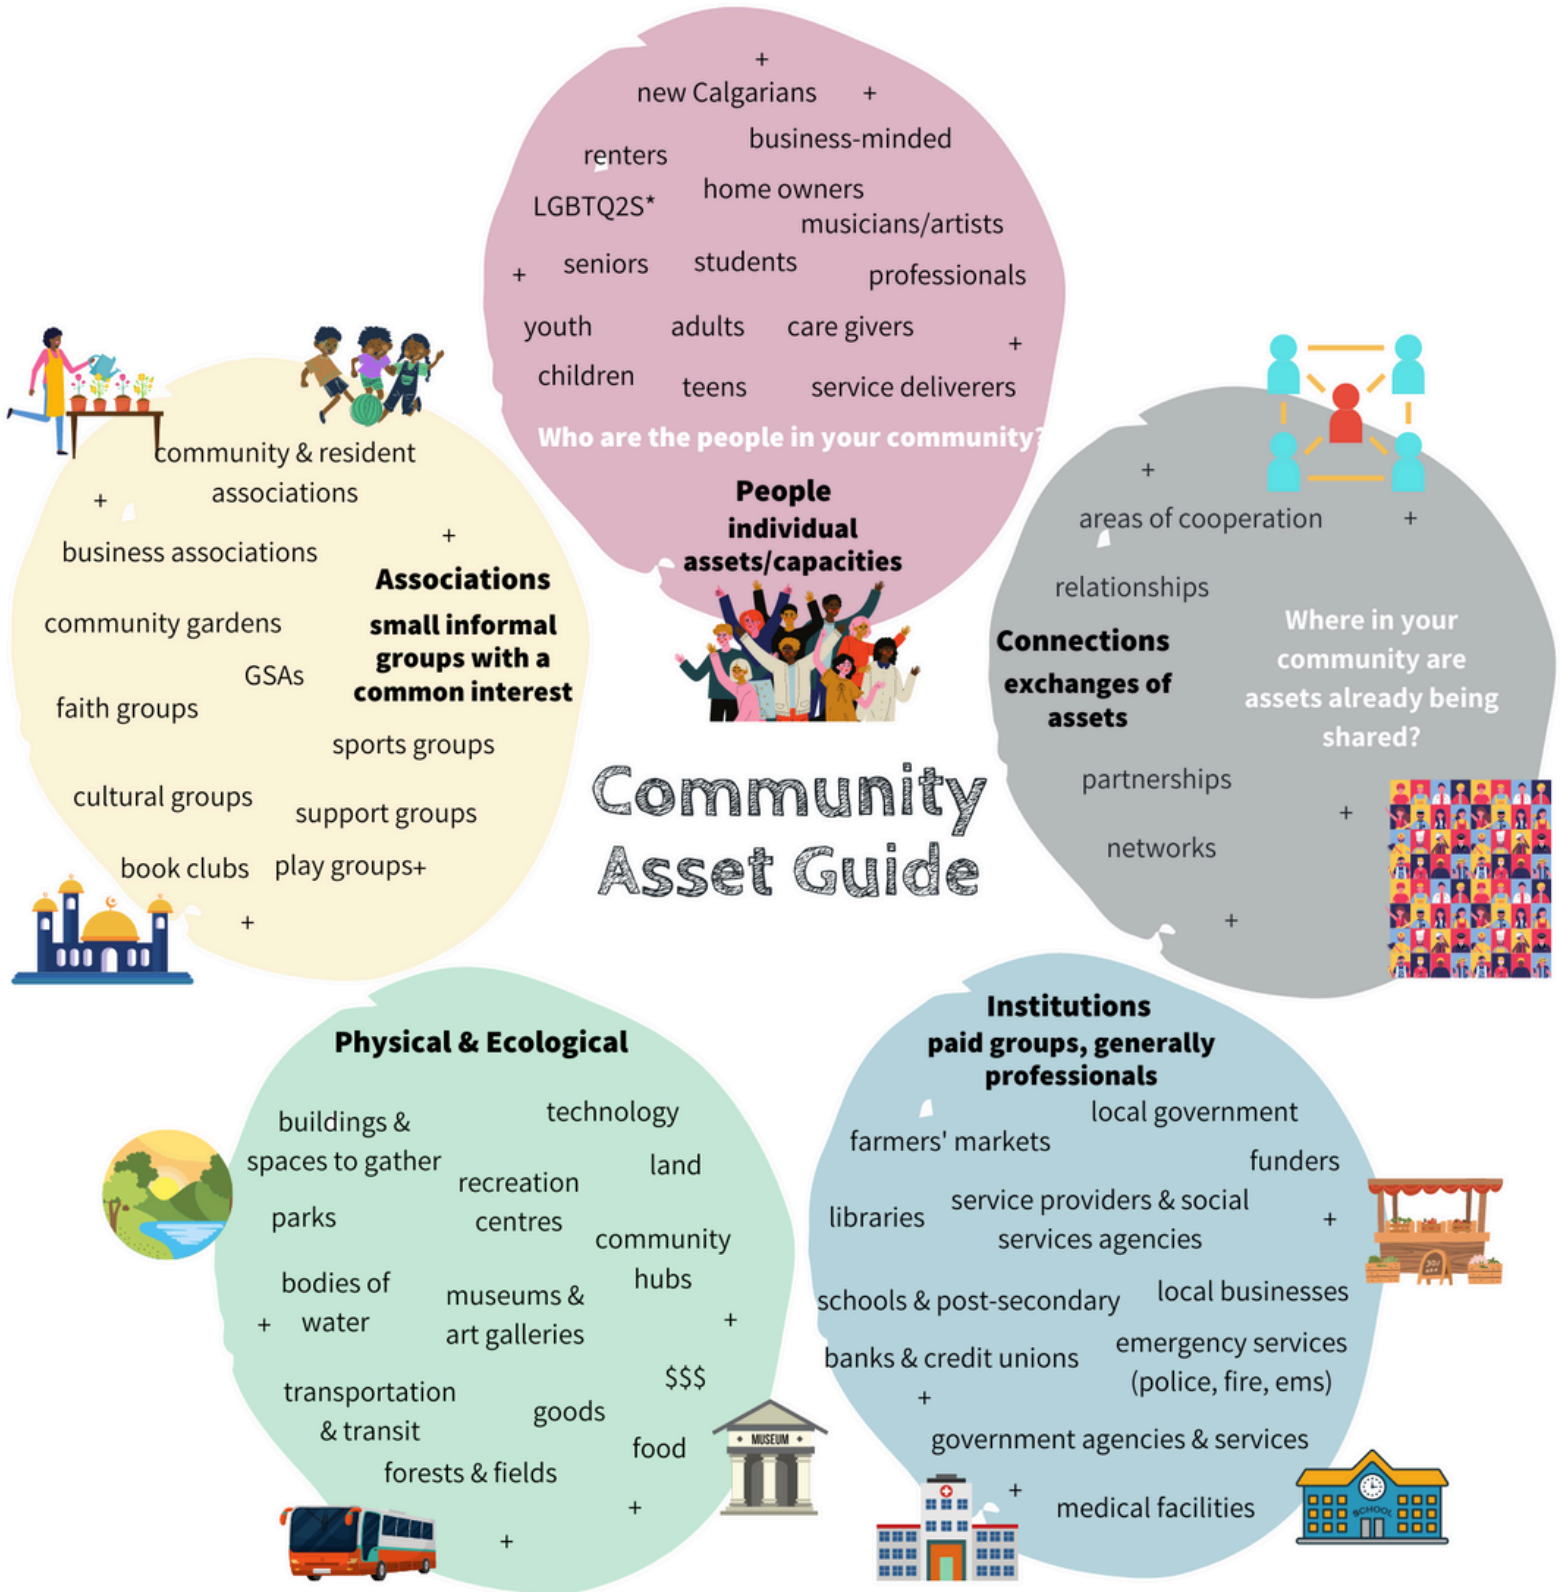 +
new Calgarians +
business-minded
renters
home owners
LGBTQ2S*
musicians/artists
+ seniors students professionals
youth adults care givers +
children teens service deliverers
Who are the people in your community?
People
individual
assets/capacities
community & resident
associations
+
+
business associations
Associations
small informal
groups with a
common interest
community gardens
GSAs
faith groups
sports groups
cultural groups
support groups
book clubs play groups+
+
Community
Asset Guide
+
areas of cooperation +
relationships
Connections
exchanges of
assets
Where in your
community are
assets already being
shared?
partnerships
+
networks
+
Physical & Ecological
buildings &
spaces to gather
technology
land
recreation
centres
parks
community
hubs
bodies of
water
+
museums &
art galleries
+
$$$
transportation
& transit
goods
food
forests & fields
+
+
MUSEUM
Institutions
paid groups, generally
professionals
local government
farmers' markets
funders
libraries
service providers & social
services agencies
+
schools & post-secondary
local businesses
banks & credit unions
emergency services
(police, fire, ems)
+
government agencies & services
+
medical facilities
SCHOOL